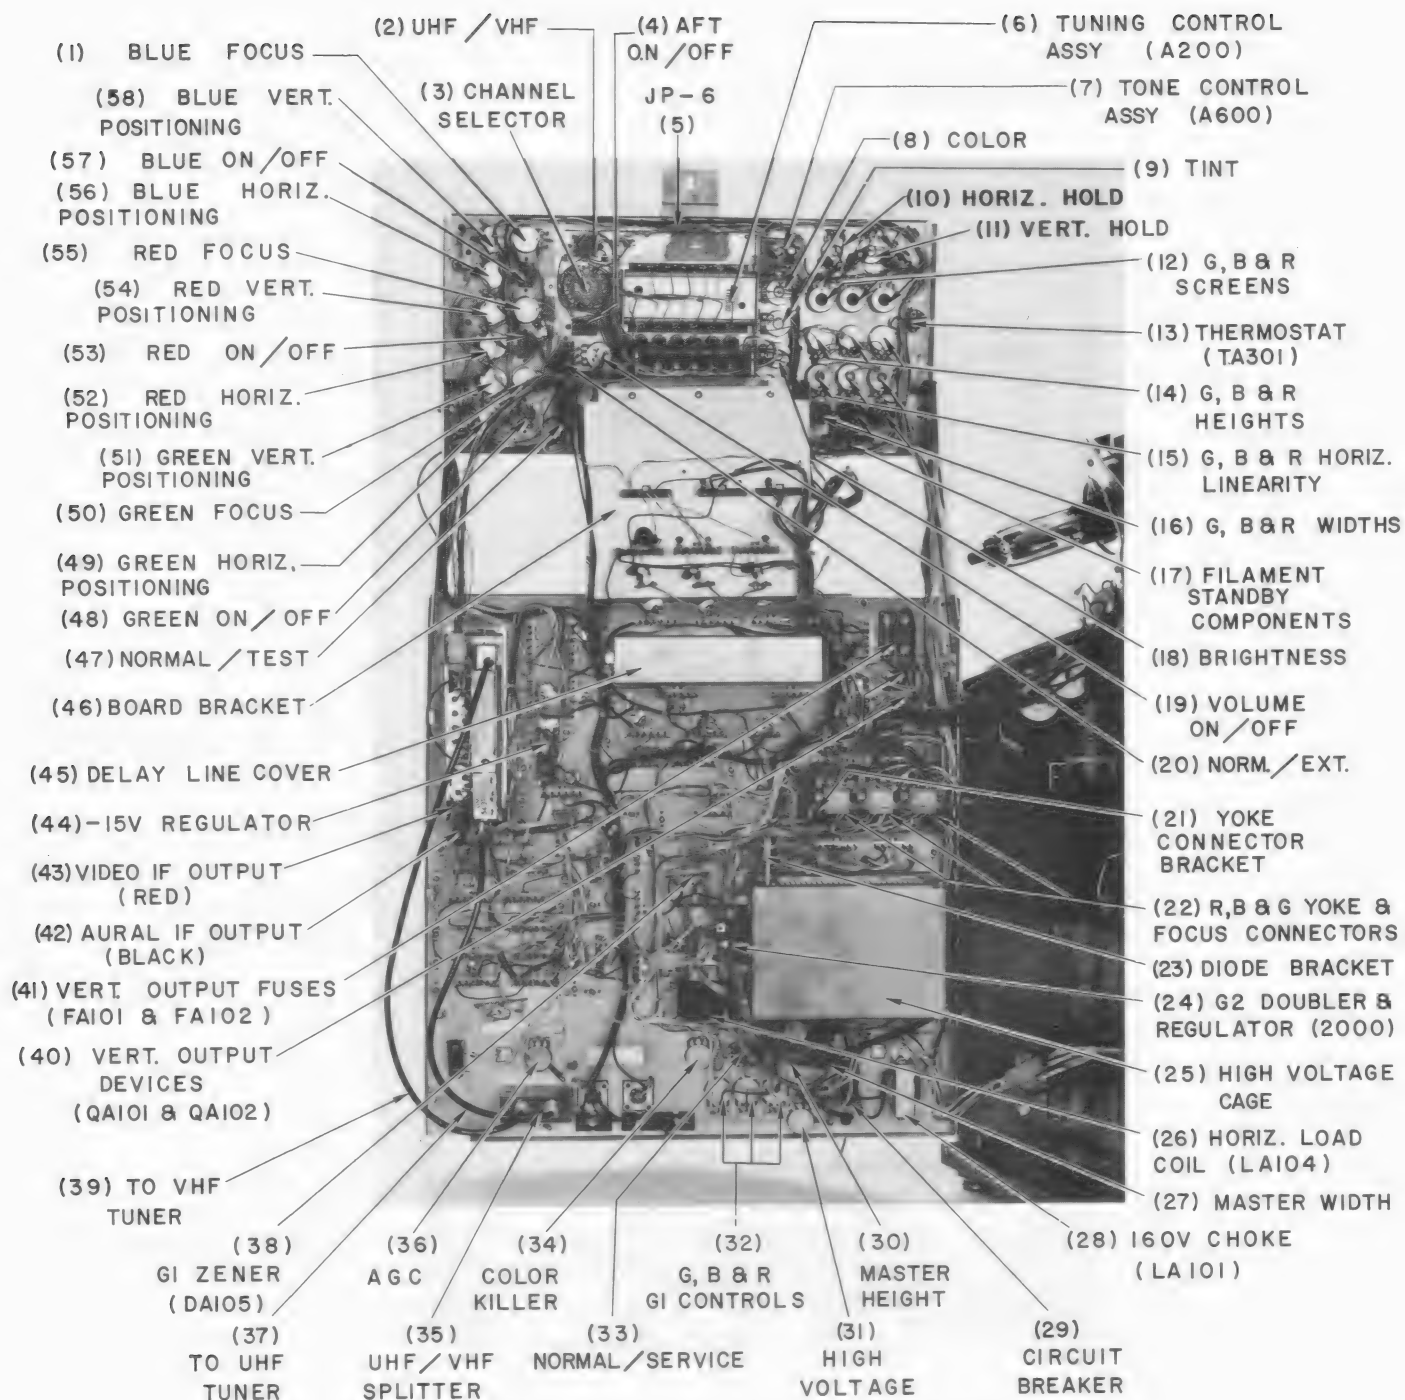 (1) BLUE FOCUS
(2) UHF/VHF
(3) CHANNEL
SELECTOR
(4) AFT
ON/OFF
JP-6
(5)
(6) TUNING CONTROL
ASSY (A200)
(7) TONE CONTROL
ASSY (A600)
(8) COLOR
(9) TINT
(10) HORIZ. HOLD
(11) VERT. HOLD
(12) G, B & R
SCREENS
(13) THERMOSTAT
(TA301)
(14) G, B & R
HEIGHTS
(15) G, B & R HORIZ.
LINEARITY
(16) G, B & R WIDTHS
(17) FILAMENT
STANDBY
COMPONENTS
(18) BRIGHTNESS
(19) VOLUME
ON/OFF
(20) NORM./EXT.
(21) YOKE
CONNECTOR
BRACKET
(22) R, B & G YOKE &
FOCUS CONNECTORS
(23) DIODE BRACKET
(24) G2 DOUBLER &
REGULATOR (2000)
(25) HIGH VOLTAGE
CAGE
(26) HORIZ. LOAD
COIL (LA104)
(27) MASTER WIDTH
(28) 160V CHOKE
(LA101)
(29)
CIRCUIT
BREAKER
(30)
MASTER
HEIGHT
(31)
HIGH
VOLTAGE
(32)
G, B & R
G1 CONTROLS
(33)
NORMAL/SERVICE
(34)
COLOR
KILLER
(35)
UHF/VHF
SPLITTER
(36)
AGC
(37)
TO UHF
TUNER
(38)
G1 ZENER
(DA105)
(39) TO VHF
TUNER
(40) VERT. OUTPUT
DEVICES
(QA101 & QA102)
(41) VERT. OUTPUT FUSES
(FA101 & FA102)
(42) AURAL IF OUTPUT
(BLACK)
(43) VIDEO IF OUTPUT
(RED)
(44) -15V REGULATOR
(45) DELAY LINE COVER
(46) BOARD BRACKET
(47) NORMAL/TEST
(48) GREEN ON/OFF
(49) GREEN HORIZ.
POSITIONING
(50) GREEN FOCUS
(51) GREEN VERT.
POSITIONING
(52) RED HORIZ.
POSITIONING
(53) RED ON/OFF
(54) RED VERT.
POSITIONING
(55) RED FOCUS
(56) BLUE HORIZ.
POSITIONING
(57) BLUE ON/OFF
(58) BLUE VERT.
POSITIONING